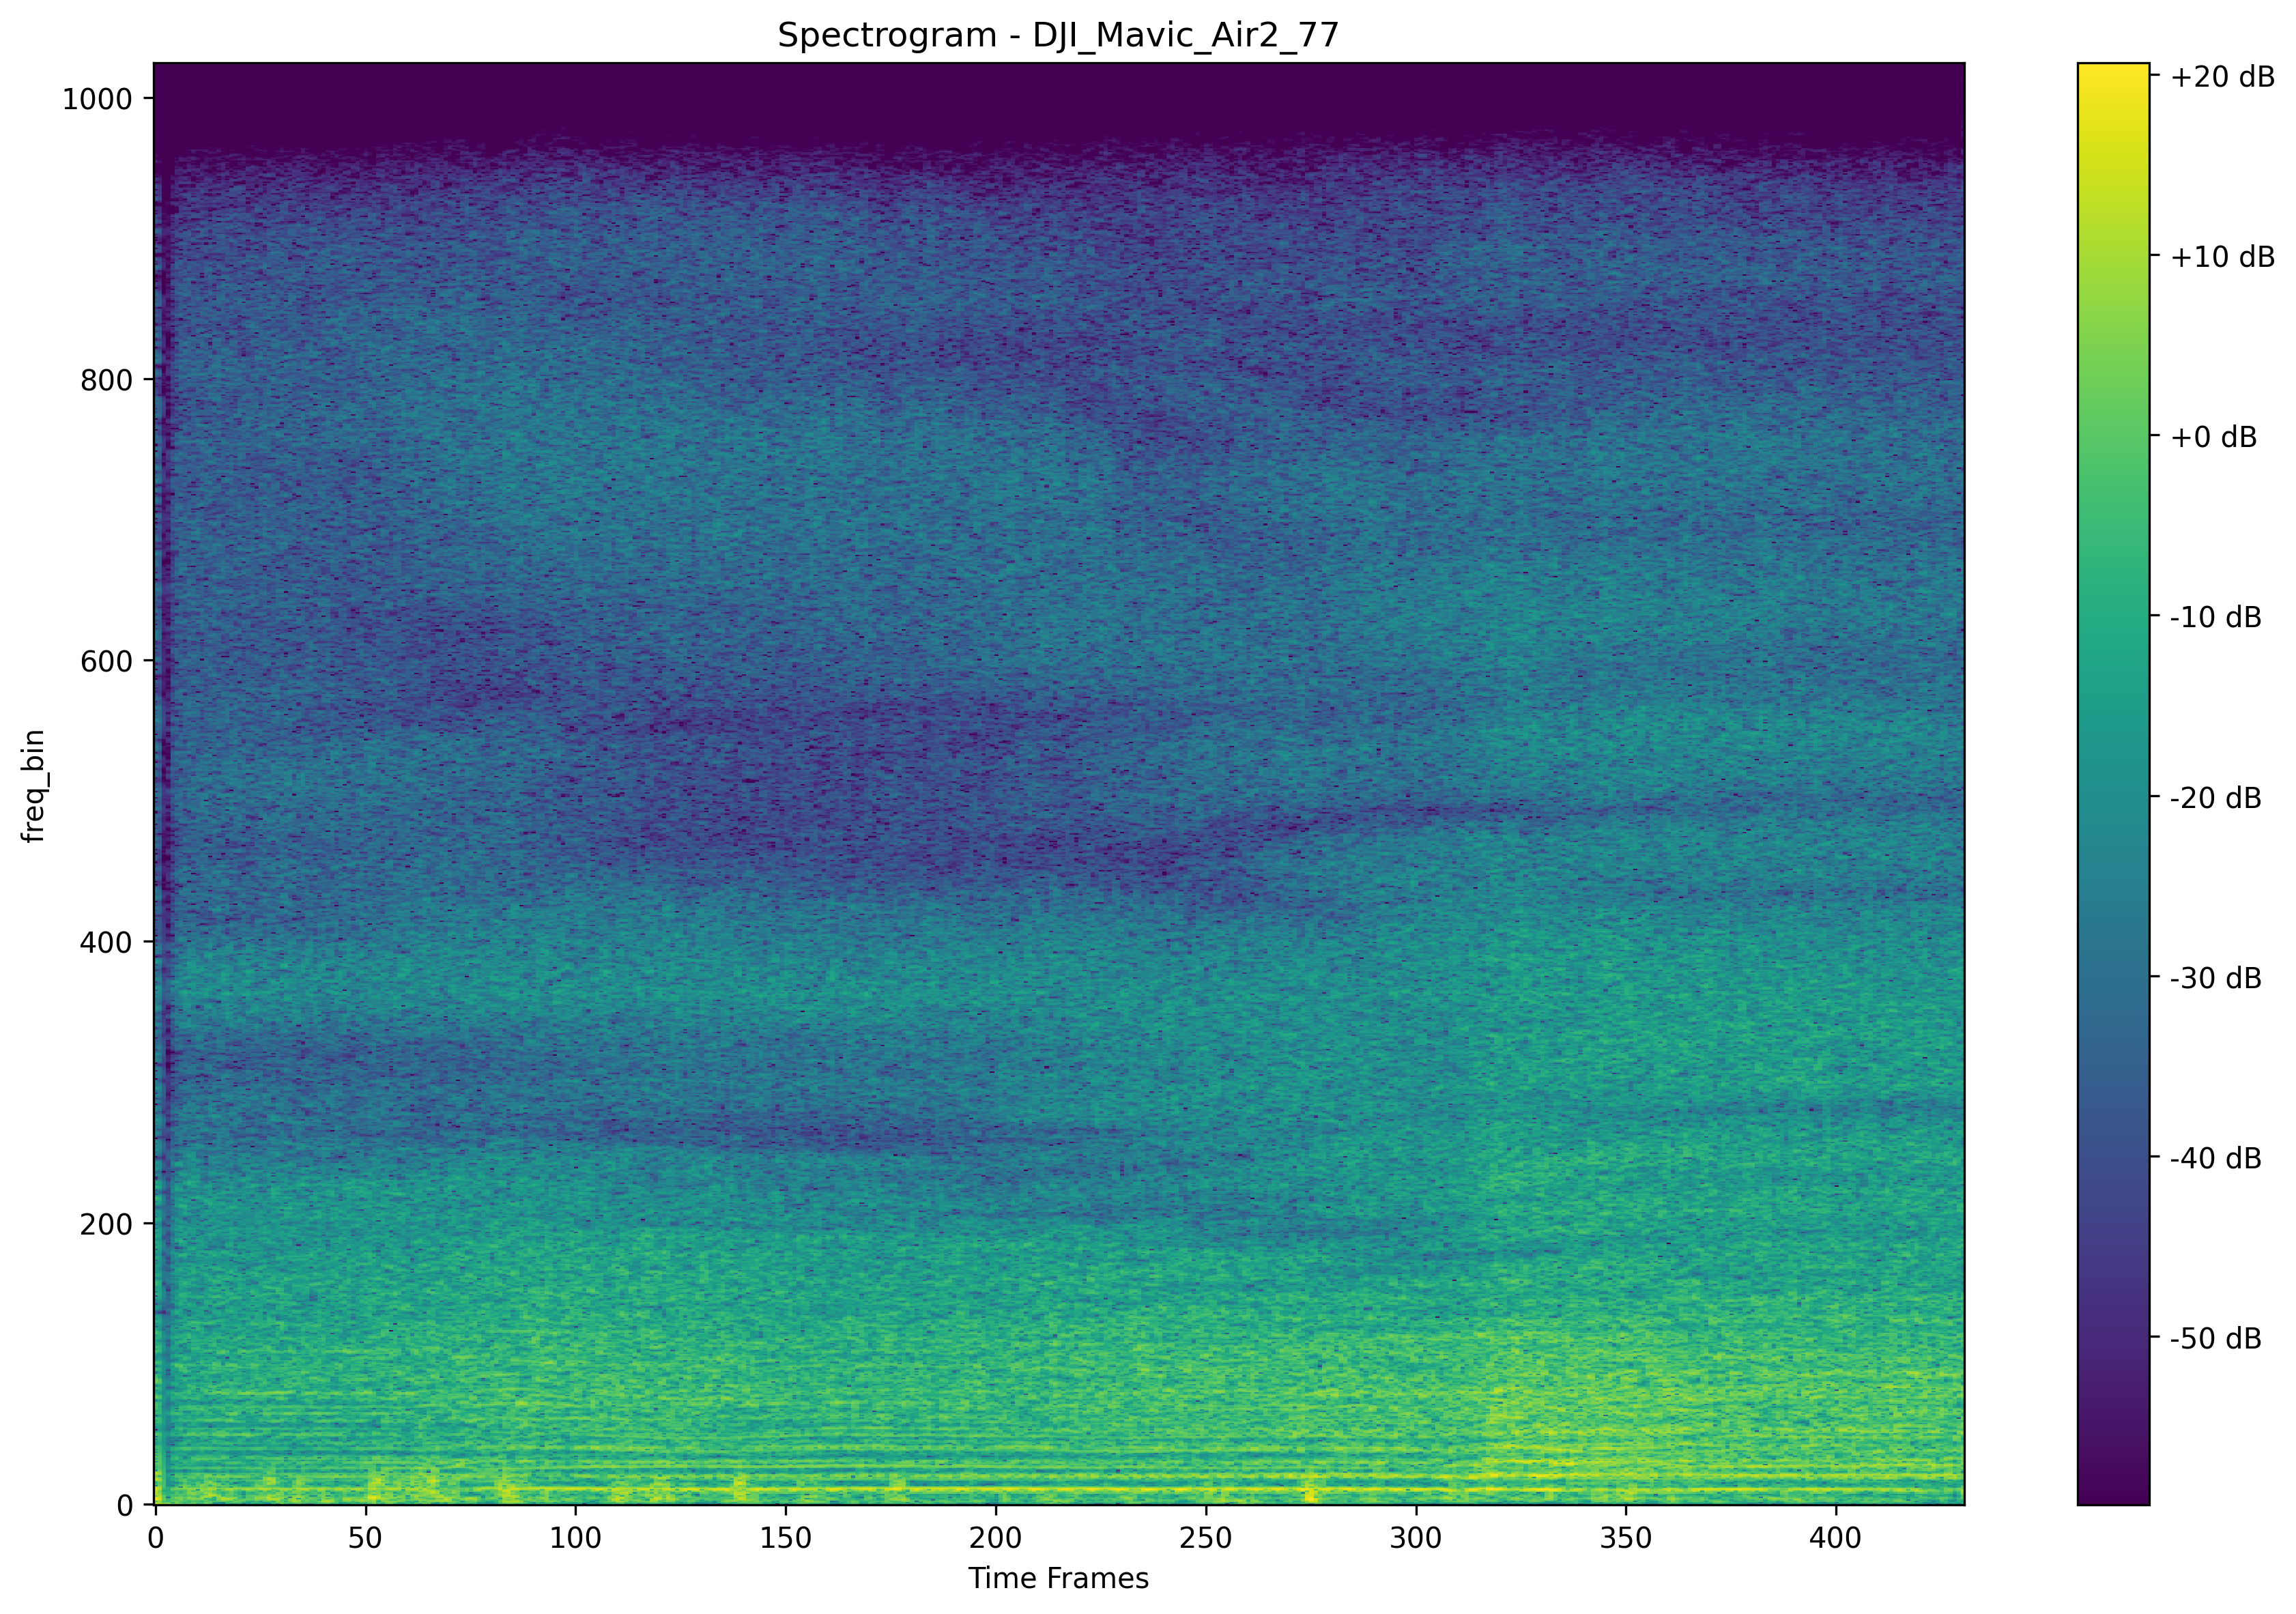 Spectrogram - DJI_Mavic_Air2_77
1000
800
600
400
200
0
freq_bin
0 50 100 150 200 250 300 350 400
Time Frames
+20 dB
+10 dB
+0 dB
-10 dB
-20 dB
-30 dB
-40 dB
-50 dB